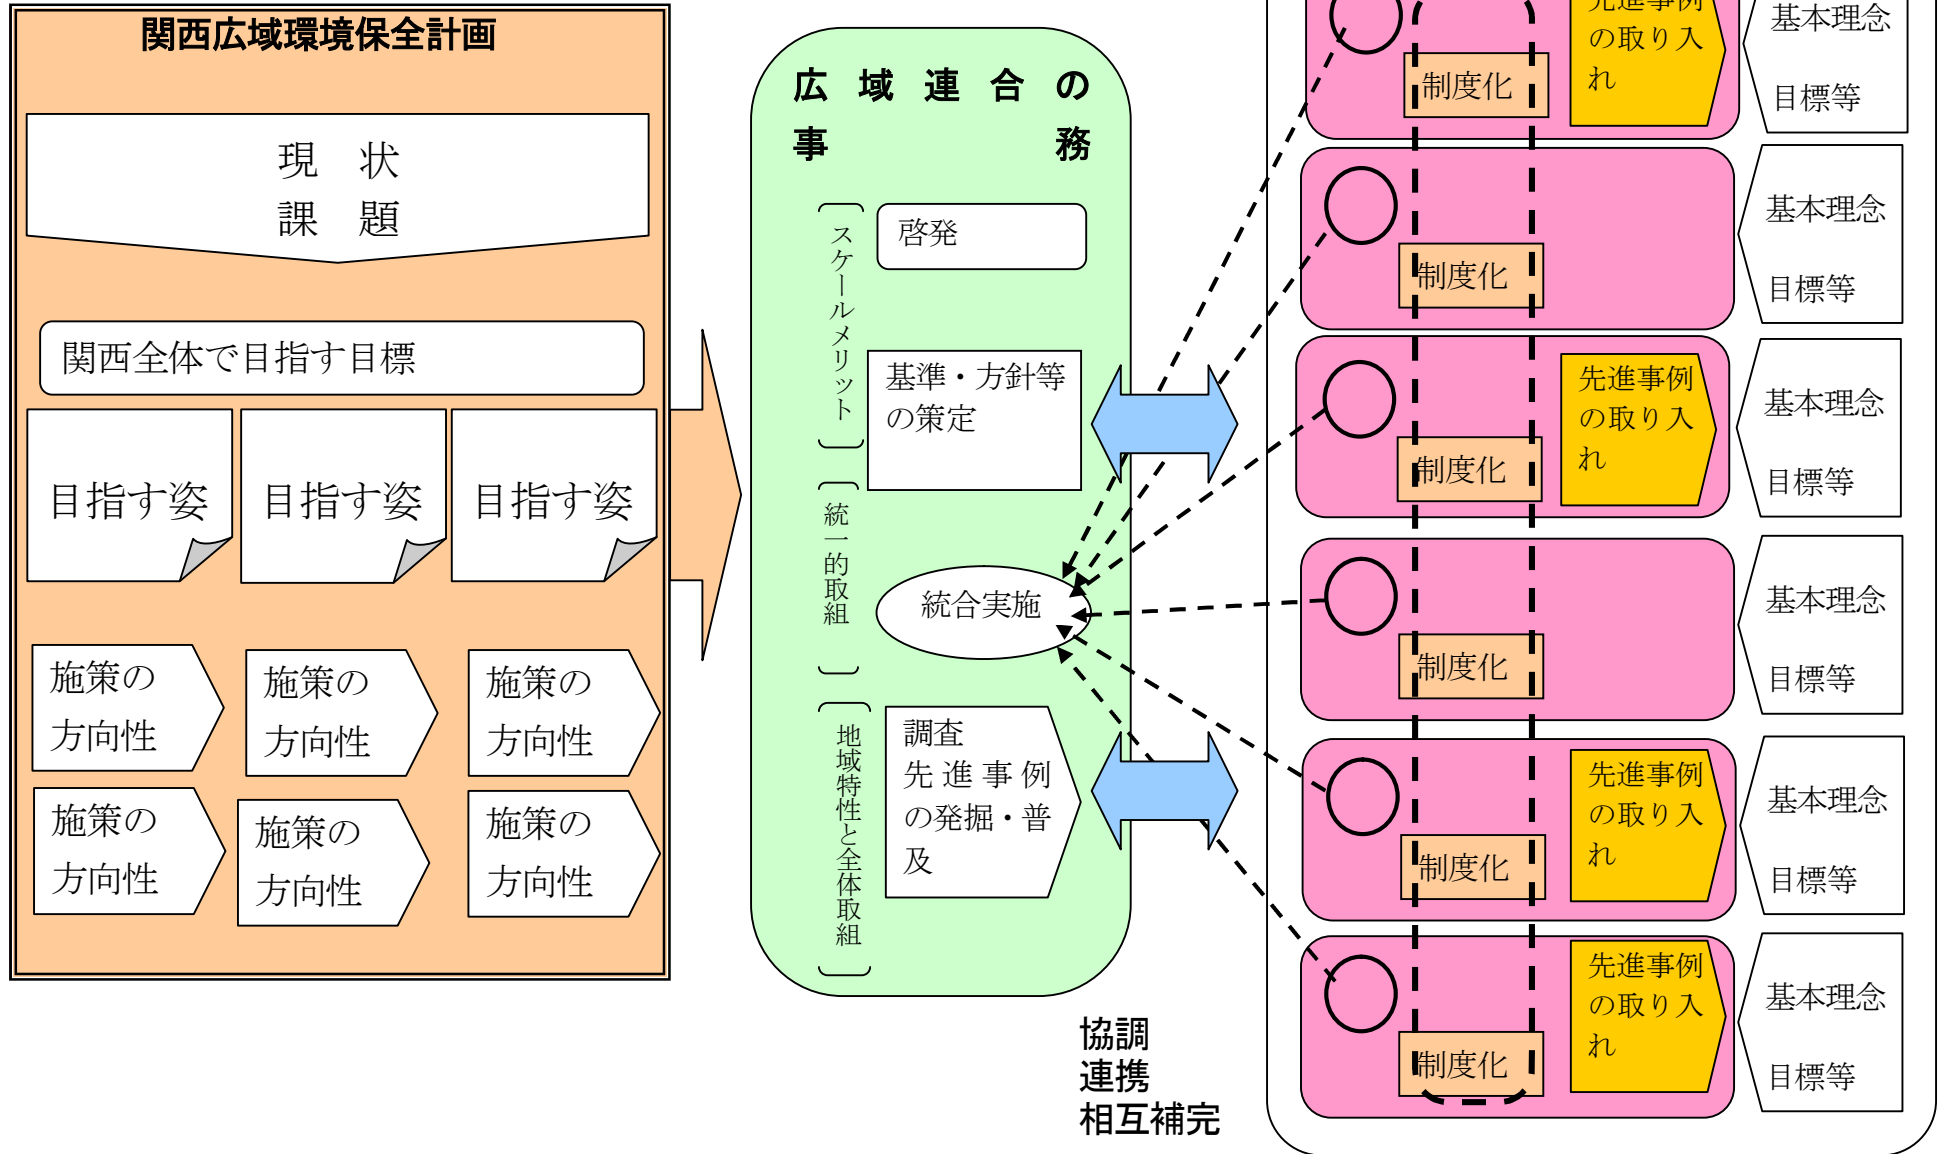 関西広域環境保全計画
現　状
課　題
関西全体で目指す目標
目指す姿
目指す姿
目指す姿
施策の
方向性
施策の
方向性
施策の
方向性
施策の
方向性
施策の
方向性
施策の
方向性
広域連合の
事務
スケールメリット
統一的取組
地域特性と全体取組
啓発
基準・方針等
の策定
統合実施
調査
先進事例
の発掘・普
及
協調
連携
相互補完
制度化
先進事例
の取り入
れ
基本理念
目標等
制度化
基本理念
目標等
制度化
先進事例
の取り入
れ
基本理念
目標等
制度化
基本理念
目標等
制度化
先進事例
の取り入
れ
基本理念
目標等
制度化
先進事例
の取り入
れ
基本理念
目標等